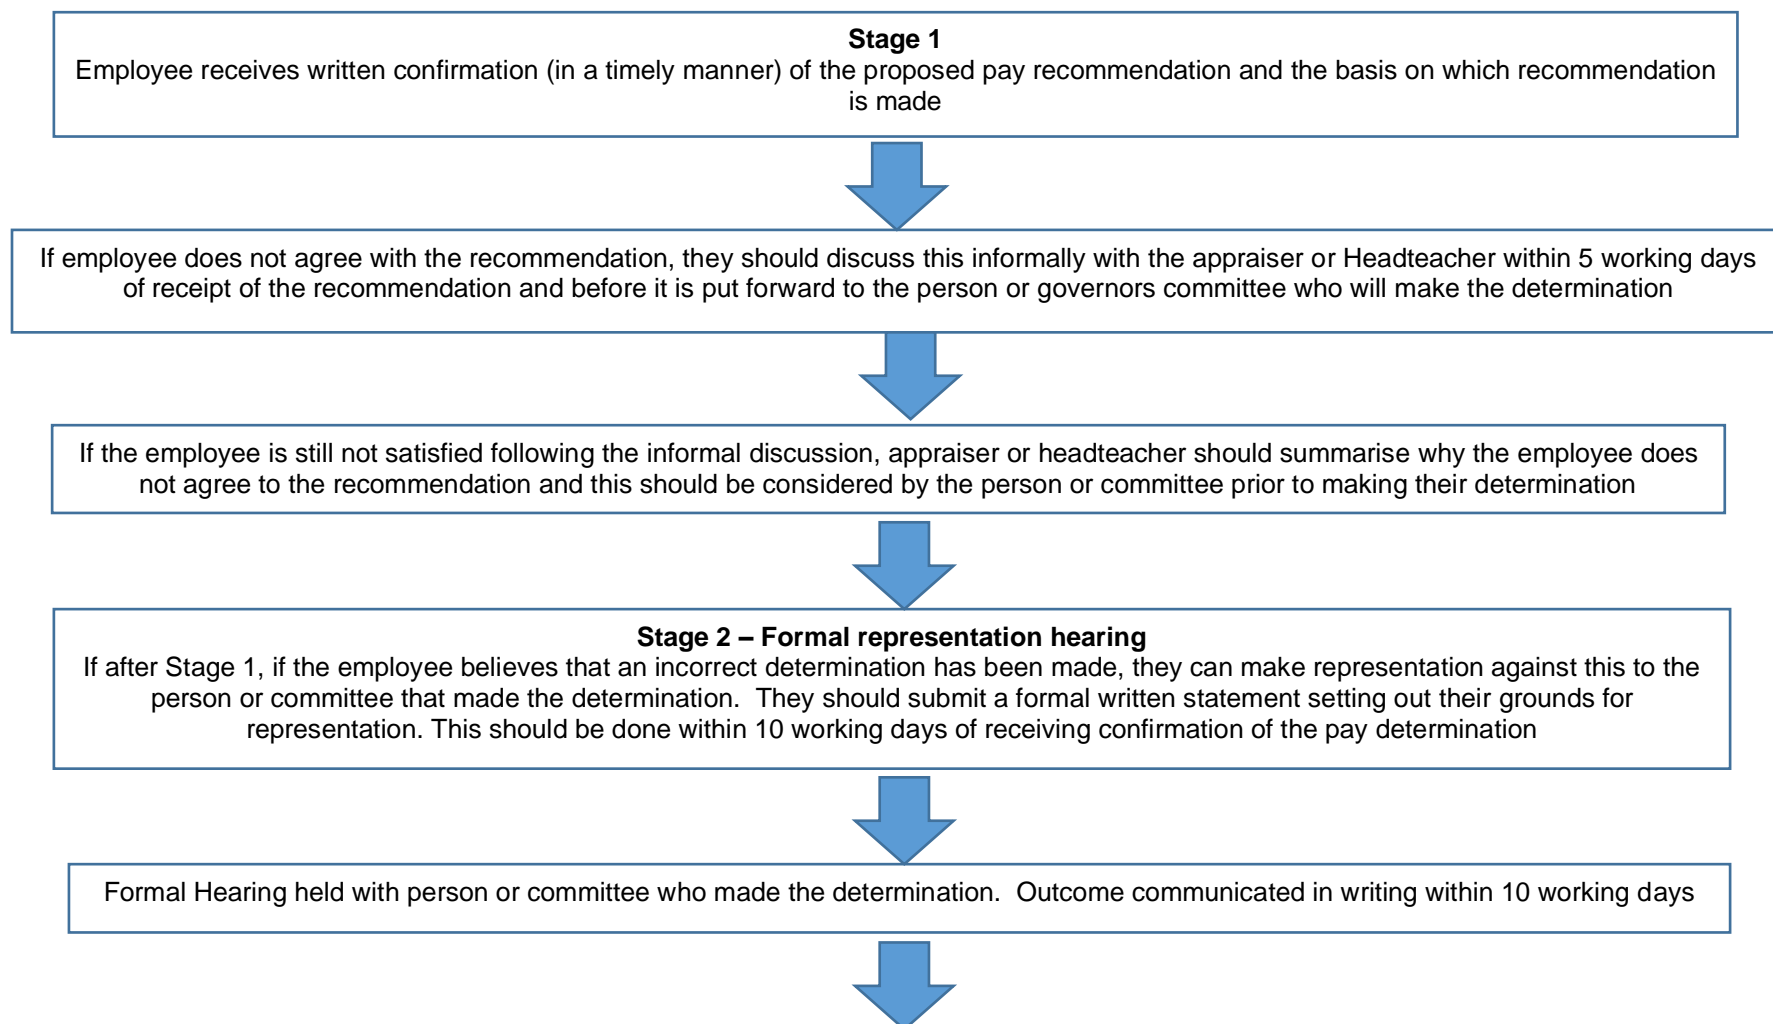 Stage 1
Employee receives written confirmation (in a timely manner) of the proposed pay recommendation and the basis on which recommendation
is made
If employee does not agree with the recommendation, they should discuss this informally with the appraiser or Headteacher within 5 working days
of receipt of the recommendation and before it is put forward to the person or governors committee who will make the determination
If the employee is still not satisfied following the informal discussion, appraiser or headteacher should summarise why the employee does
not agree to the recommendation and this should be considered by the person or committee prior to making their determination
Stage 2 – Formal representation hearing
If after Stage 1, if the employee believes that an incorrect determination has been made, they can make representation against this to the
person or committee that made the determination.  They should submit a formal written statement setting out their grounds for
representation. This should be done within 10 working days of receiving confirmation of the pay determination
Formal Hearing held with person or committee who made the determination.  Outcome communicated in writing within 10 working days